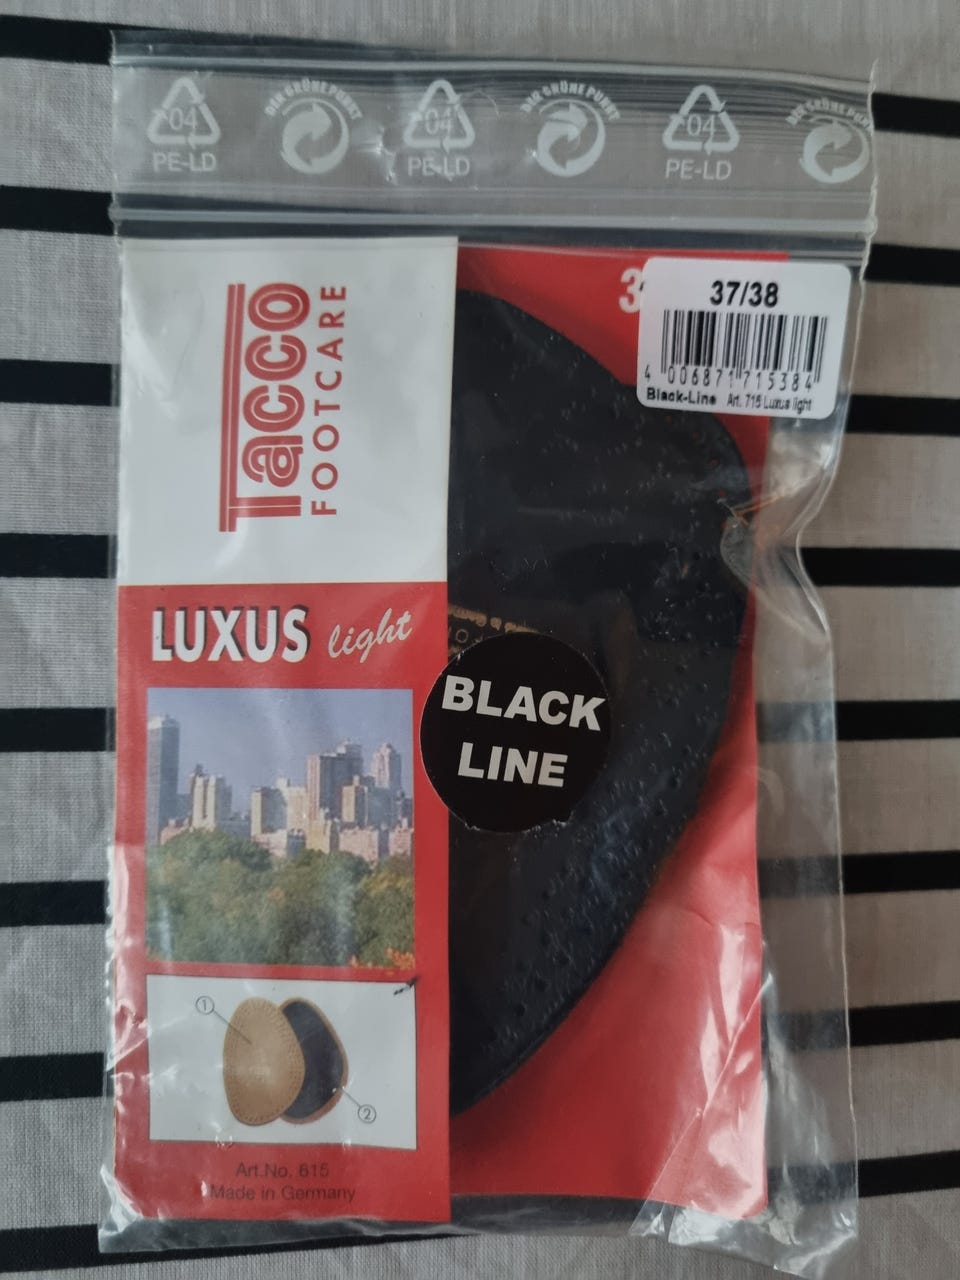 04
PE-LD
DER GRÜNE PUNKT
04
PE-LD
DER GRÜNE PUNKT
04
PE-LD
DER GRÜNE PUNKT
Tacco
FOOTCARE
37/38
4 006871 715384
Black-Line Art. 715 Luxus light
LUXUS light
BLACK
LINE
1
2
Art.No. 615
Made in Germany